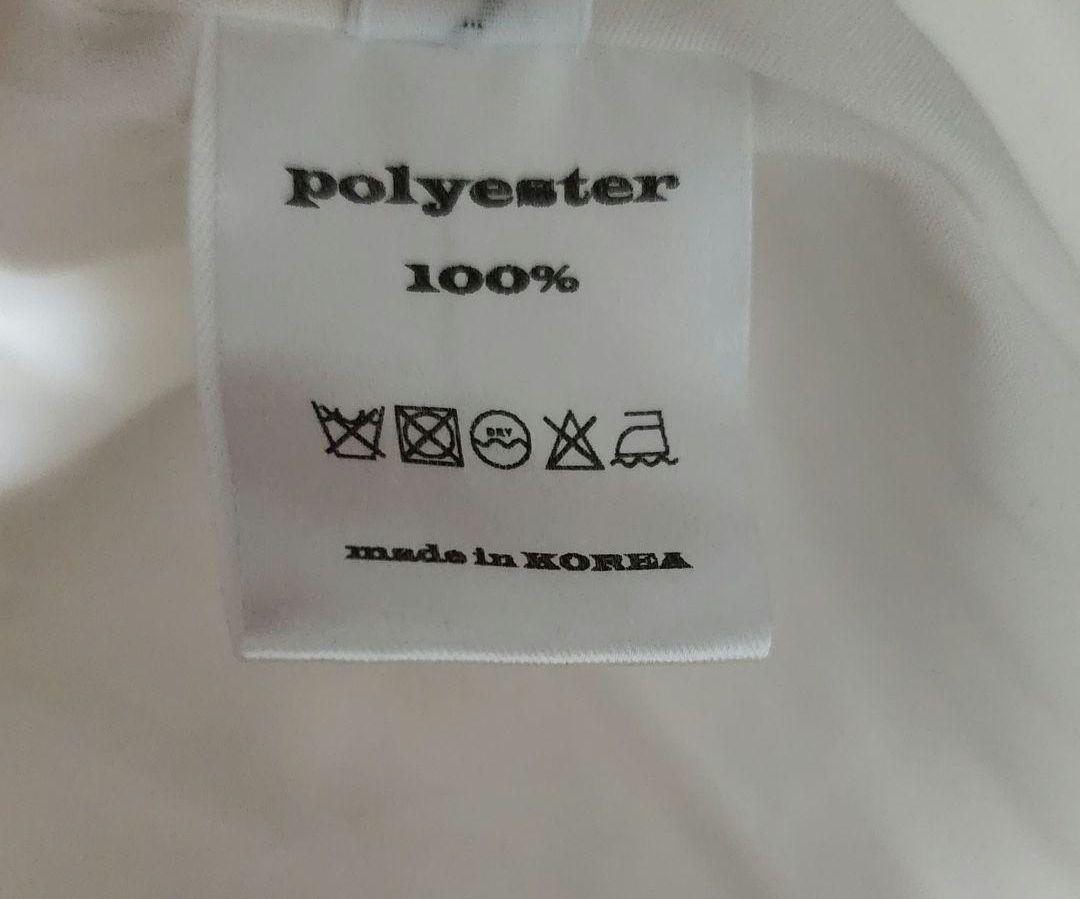 polyester
100%
DRY
made in KOREA